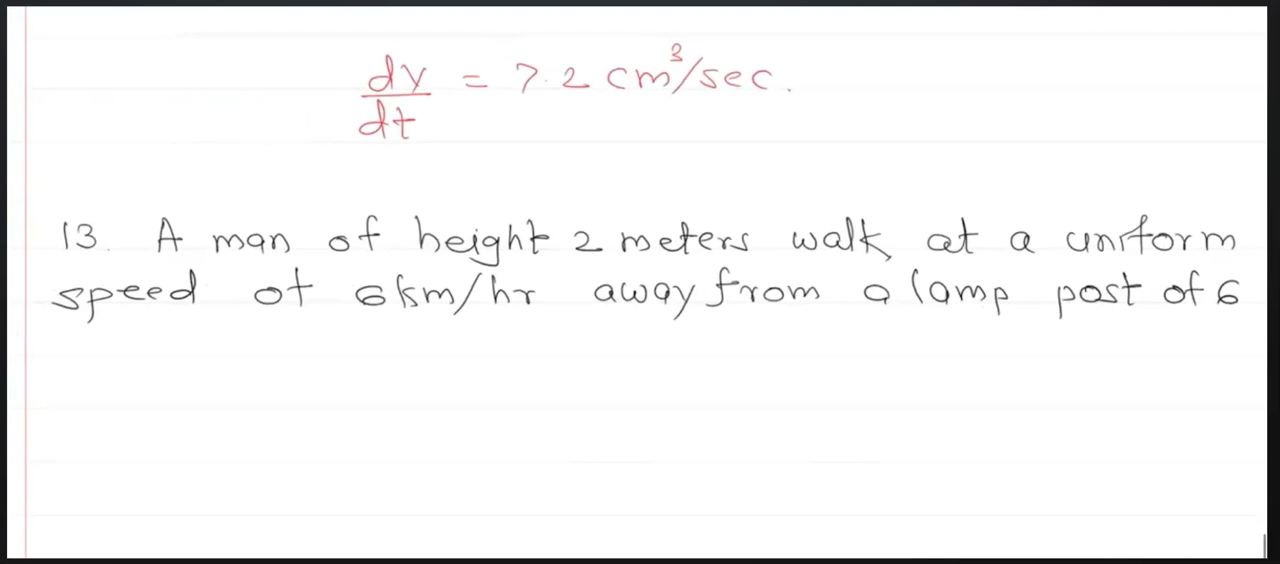 dv/dt = 7.2 cm³/sec.
13. A man of height 2 meters walk at a uniform
speed of 6km/hr away from a lamp post of 6